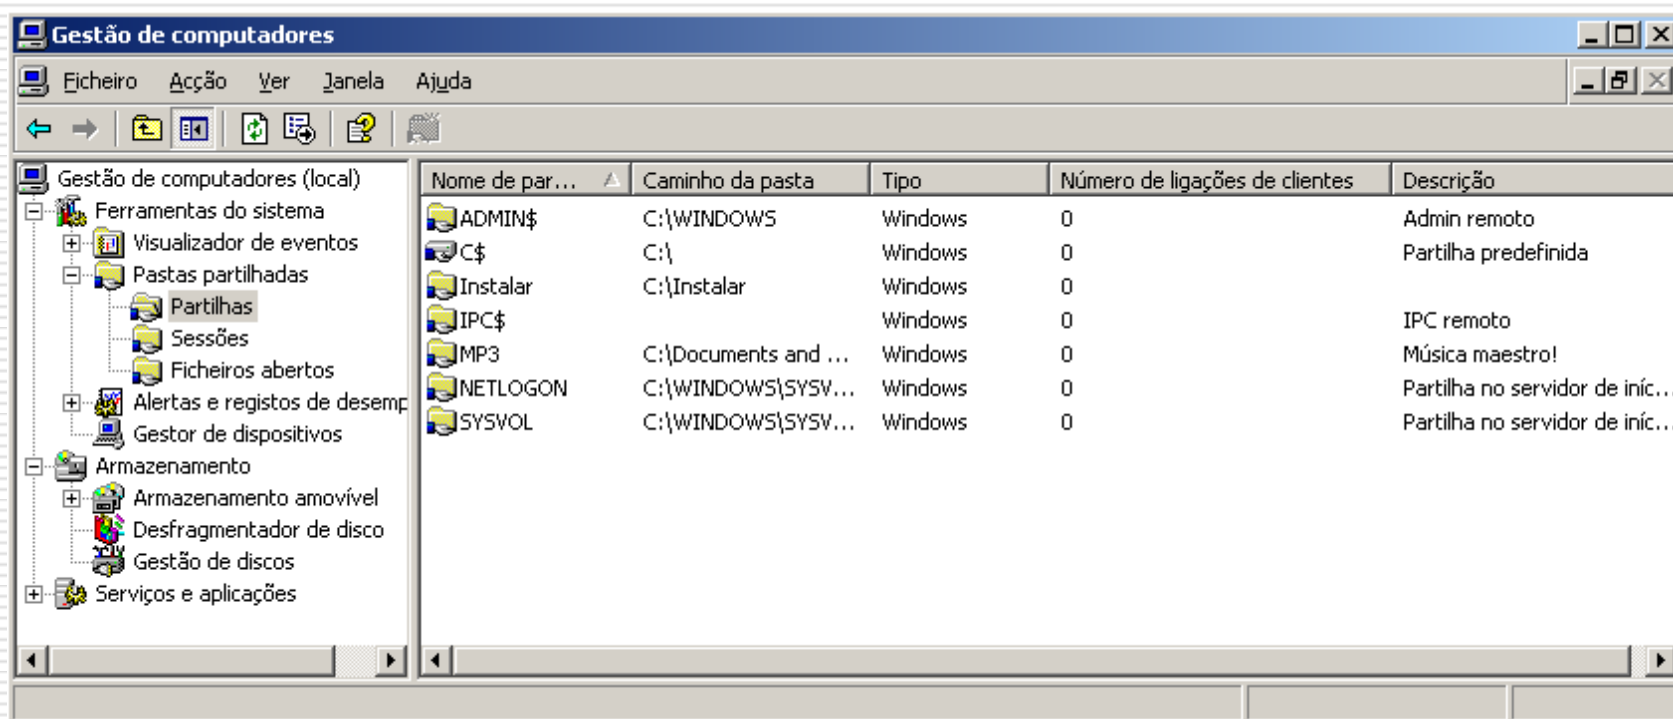 Gestão de computadores
Ficheiro Acção Ver Janela Ajuda
Gestão de computadores (local)
Ferramentas do sistema
Visualizador de eventos
Pastas partilhadas
Partilhas
Sessões
Ficheiros abertos
Alertas e registos de desemp
Gestor de dispositivos
Armazenamento
Armazenamento amovível
Desfragmentador de disco
Gestão de discos
Serviços e aplicações
Nome de par... Caminho da pasta Tipo Número de ligações de clientes Descrição
ADMIN$ C:\WINDOWS Windows 0 Admin remoto
C$ C:\ Windows 0 Partilha predefinida
Instalar C:\Instalar Windows 0
IPC$ Windows 0 IPC remoto
MP3 C:\Documents and ... Windows 0 Música maestro!
NETLOGON C:\WINDOWS\SYSV... Windows 0 Partilha no servidor de iníc...
SYSVOL C:\WINDOWS\SYSV... Windows 0 Partilha no servidor de iníc...